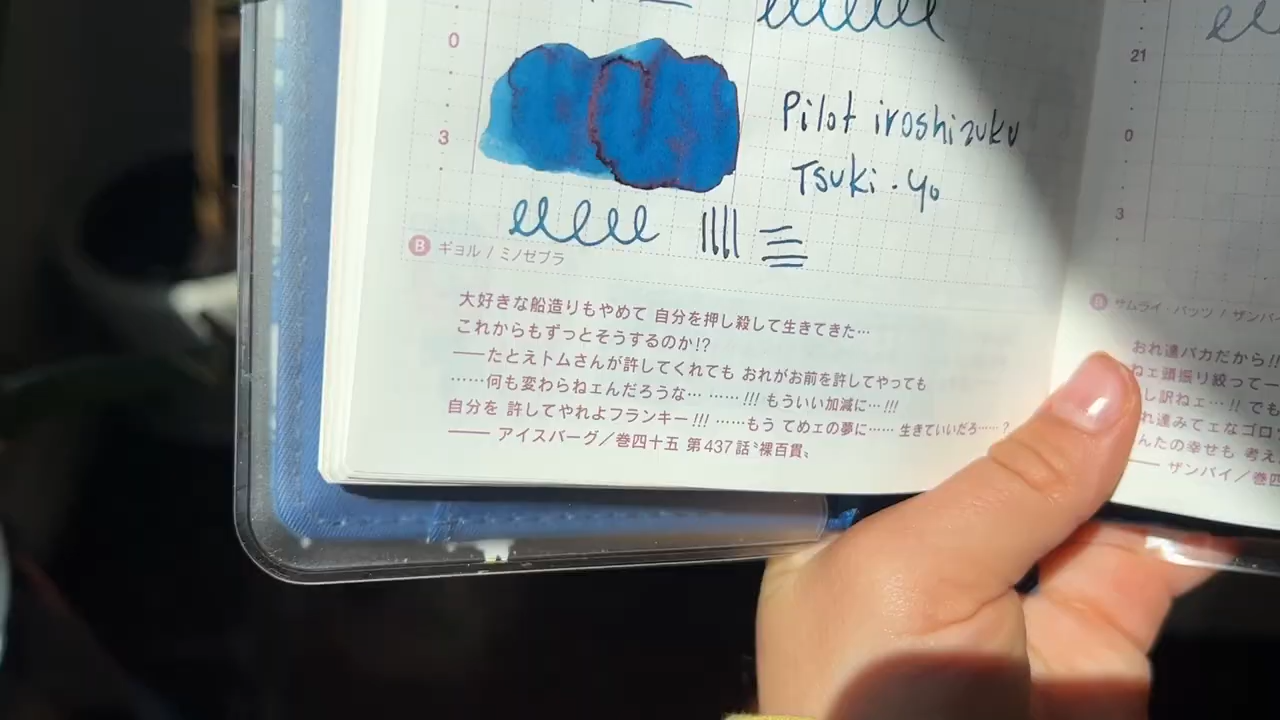 0
3
Pilot iroshizuku
Tsuki-yo
B ギョル / ミノゼブラ
大好きな船造りもやめて 自分を押し殺して生きてきた…
これからもずっとそうするのか!?
――たとえトムさんが許してくれても おれがお前を許してやっても
……何も変わらねェんだろうな… ……!!! もういい加減に…!!!
自分を 許してやれよフランキー!!! ……もう てめェの夢に…… 生きていいだろ……?
―― アイスバーグ／巻四十五 第437話〝裸百貫〟
21
0
3
B サムライ・バッツ / ザンバ
おれ達バカだから!!
ねェ頭振り絞って一
し訳ねェ…!! でも
れ達みてェなゴロ
んたの幸せも 考え
―― ザンバイ／巻四